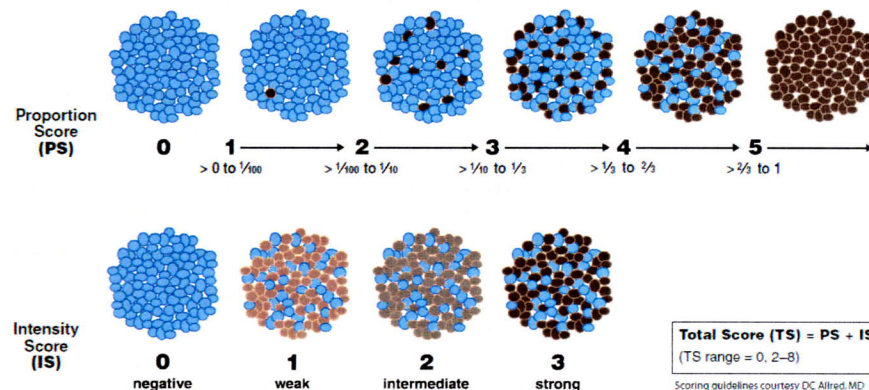 Proportion
Score
(PS)
0 1 2 3 4 5
> 0 to 1/100 > 1/100 to 1/10 > 1/10 to 1/3 > 1/3 to 2/3 > 2/3 to 1
Intensity
Score
(IS)
0 1 2 3
negative weak intermediate strong
Total Score (TS) = PS + IS
(TS range = 0, 2–8)
Scoring guidelines courtesy DC Allred, MD